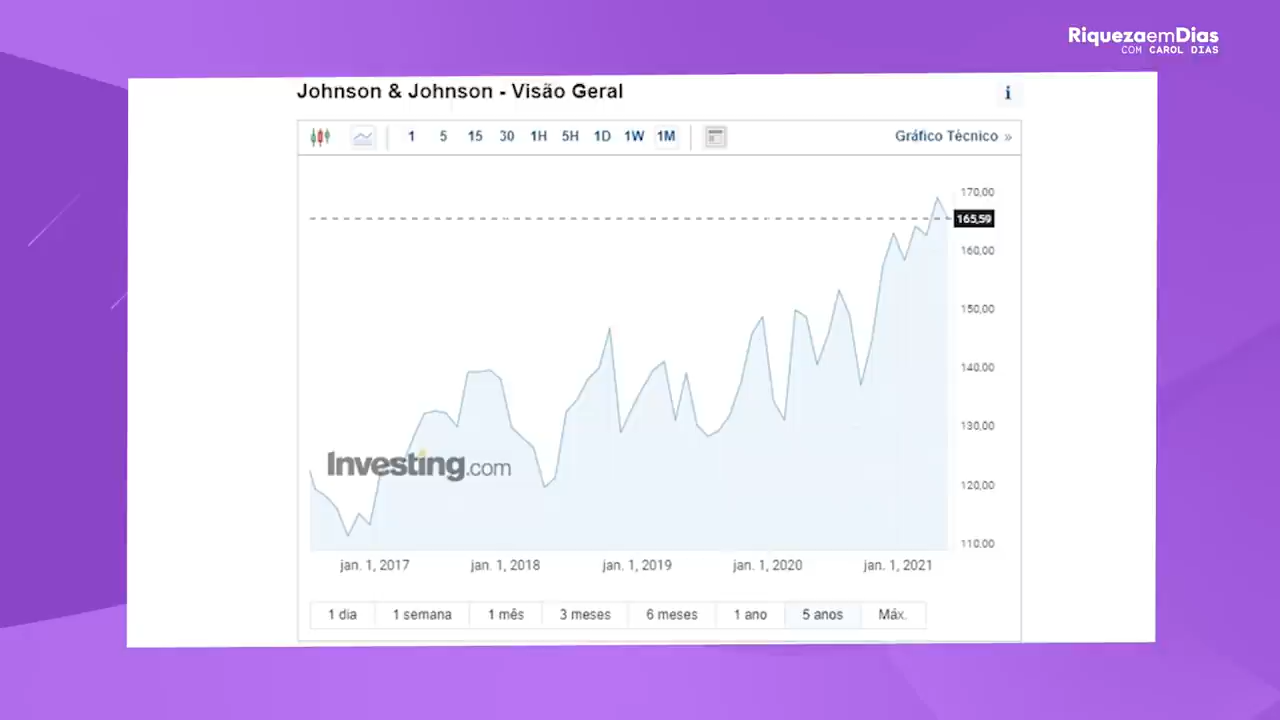 RiquezaemDias
COM CAROL DIAS
Johnson & Johnson - Visão Geral
i
1 5 15 30 1H 5H 1D 1W 1M
Gráfico Técnico »
170,00
165,59
160,00
150,00
140,00
130,00
120,00
110,00
Investing.com
jan. 1, 2017 jan. 1, 2018 jan. 1, 2019 jan. 1, 2020 jan. 1, 2021
1 dia 1 semana 1 mês 3 meses 6 meses 1 ano 5 anos Máx.